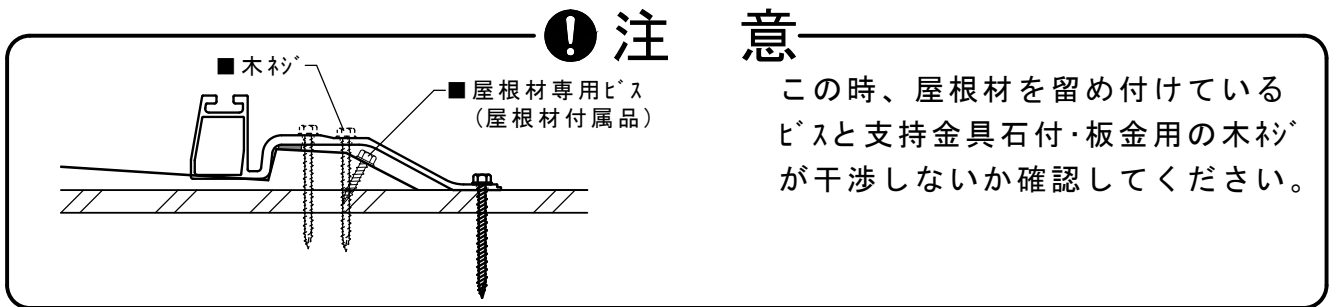 注 意
■木ﾈｼﾞ
■屋根材専用ﾋﾞｽ
(屋根材付属品)
この時、屋根材を留め付けている
ﾋﾞｽと支持金具石付･板金用の木ﾈｼﾞ
が干渉しないか確認してください。